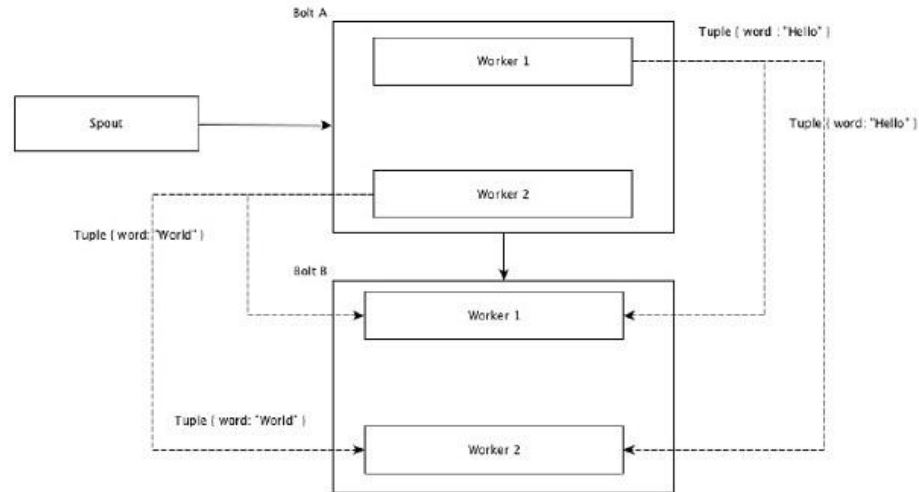 Bolt A
Tuple ( word : "Hello" )
Worker 1
Spout
Tuple ( word: "Hello" )
Worker 2
Tuple ( word: "World" )
Bolt B
Worker 1
Tuple ( word: "World" )
Worker 2